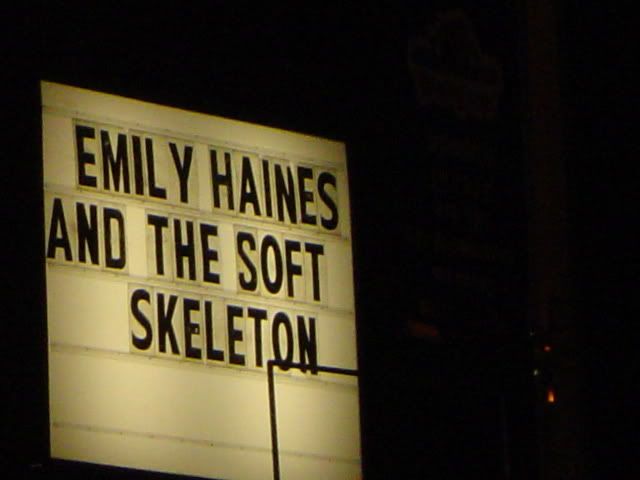 EMILY HAINES
AND THE SOFT
SKELETON